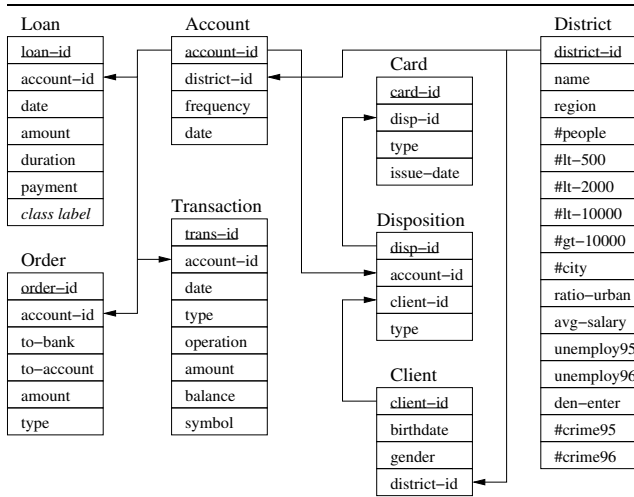 Loan
loan-id
account-id
date
amount
duration
payment
class label
Order
order-id
account-id
to-bank
to-account
amount
type
Account
account-id
district-id
frequency
date
Transaction
trans-id
account-id
date
type
operation
amount
balance
symbol
Card
card-id
disp-id
type
issue-date
Disposition
disp-id
account-id
client-id
type
Client
client-id
birthdate
gender
district-id
District
district-id
name
region
#people
#lt-500
#lt-2000
#lt-10000
#gt-10000
#city
ratio-urban
avg-salary
unemploy95
unemploy96
den-enter
#crime95
#crime96